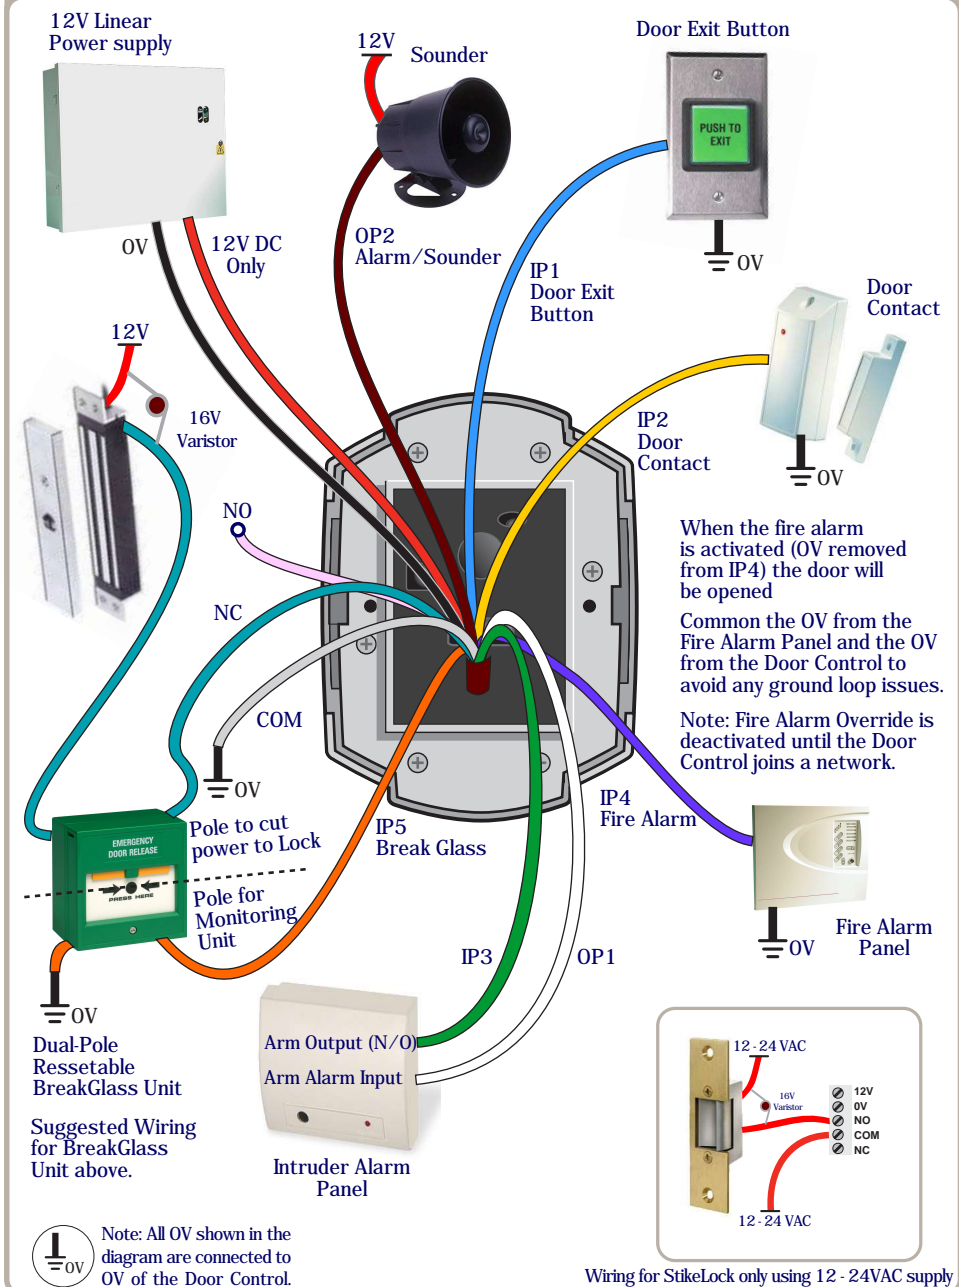 12V Linear
Power supply
12V
Sounder
Door Exit Button
PUSH TO
EXIT
0V
12V DC
Only
OP2
Alarm/Sounder
IP1
Door Exit
Button
0V
Door
Contact
12V
16V
Varistor
IP2
Door
Contact
0V
NO
NC
COM
0V
When the fire alarm
is activated (0V removed
from IP4) the door will
be opened
Common the 0V from the
Fire Alarm Panel and the 0V
from the Door Control to
avoid any ground loop issues.
Note: Fire Alarm Override is
deactivated until the Door
Control joins a network.
IP4
Fire Alarm
IP5
Break Glass
EMERGENCY
DOOR RELEASE
PRESS HERE
Pole to cut
power to Lock
Pole for
Monitoring
Unit
0V
0V
Fire Alarm
Panel
IP3
OP1
Dual-Pole
Ressetable
BreakGlass Unit
Suggested Wiring
for BreakGlass
Unit above.
Arm Output (N/O)
Arm Alarm Input
Intruder Alarm
Panel
12 - 24 VAC
16V
Varistor
12V
0V
NO
COM
NC
12 - 24 VAC
Wiring for StikeLock only using 12 - 24VAC supply
0V
Note: All 0V shown in the
diagram are connected to
0V of the Door Control.